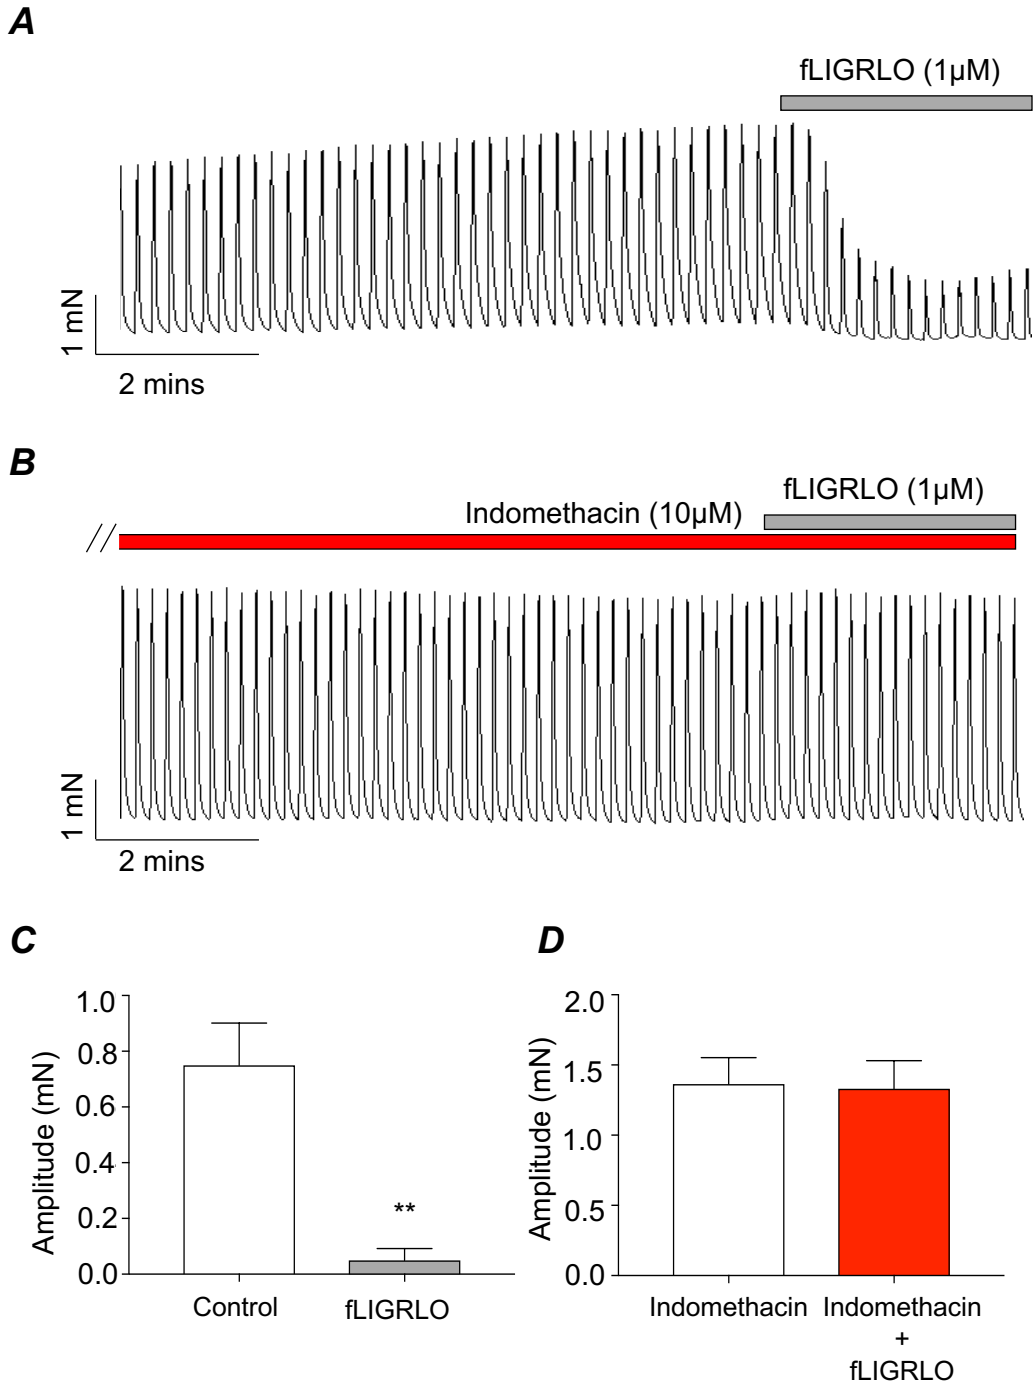 A
fLIGRLO (1µM)
1 mN
2 mins
B
fLIGRLO (1µM)
Indomethacin (10µM)
//
1 mN
2 mins
C
D
1.0
0.8
0.6
0.4
0.2
0.0
Amplitude (mN)
**
Control
fLIGRLO
2.0
1.5
1.0
0.5
0.0
Amplitude (mN)
Indomethacin
Indomethacin
+
fLIGRLO